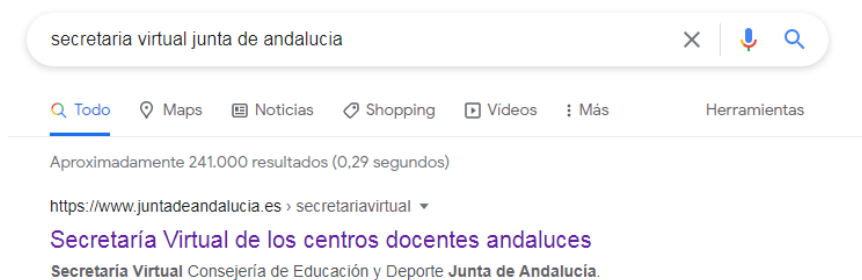 secretaria virtual junta de andalucia
Todo Maps Noticias Shopping Vídeos Más Herramientas
Aproximadamente 241.000 resultados (0,29 segundos)
https://www.juntadeandalucia.es › secretariavirtual
Secretaría Virtual de los centros docentes andaluces
Secretaría Virtual Consejería de Educación y Deporte Junta de Andalucía.